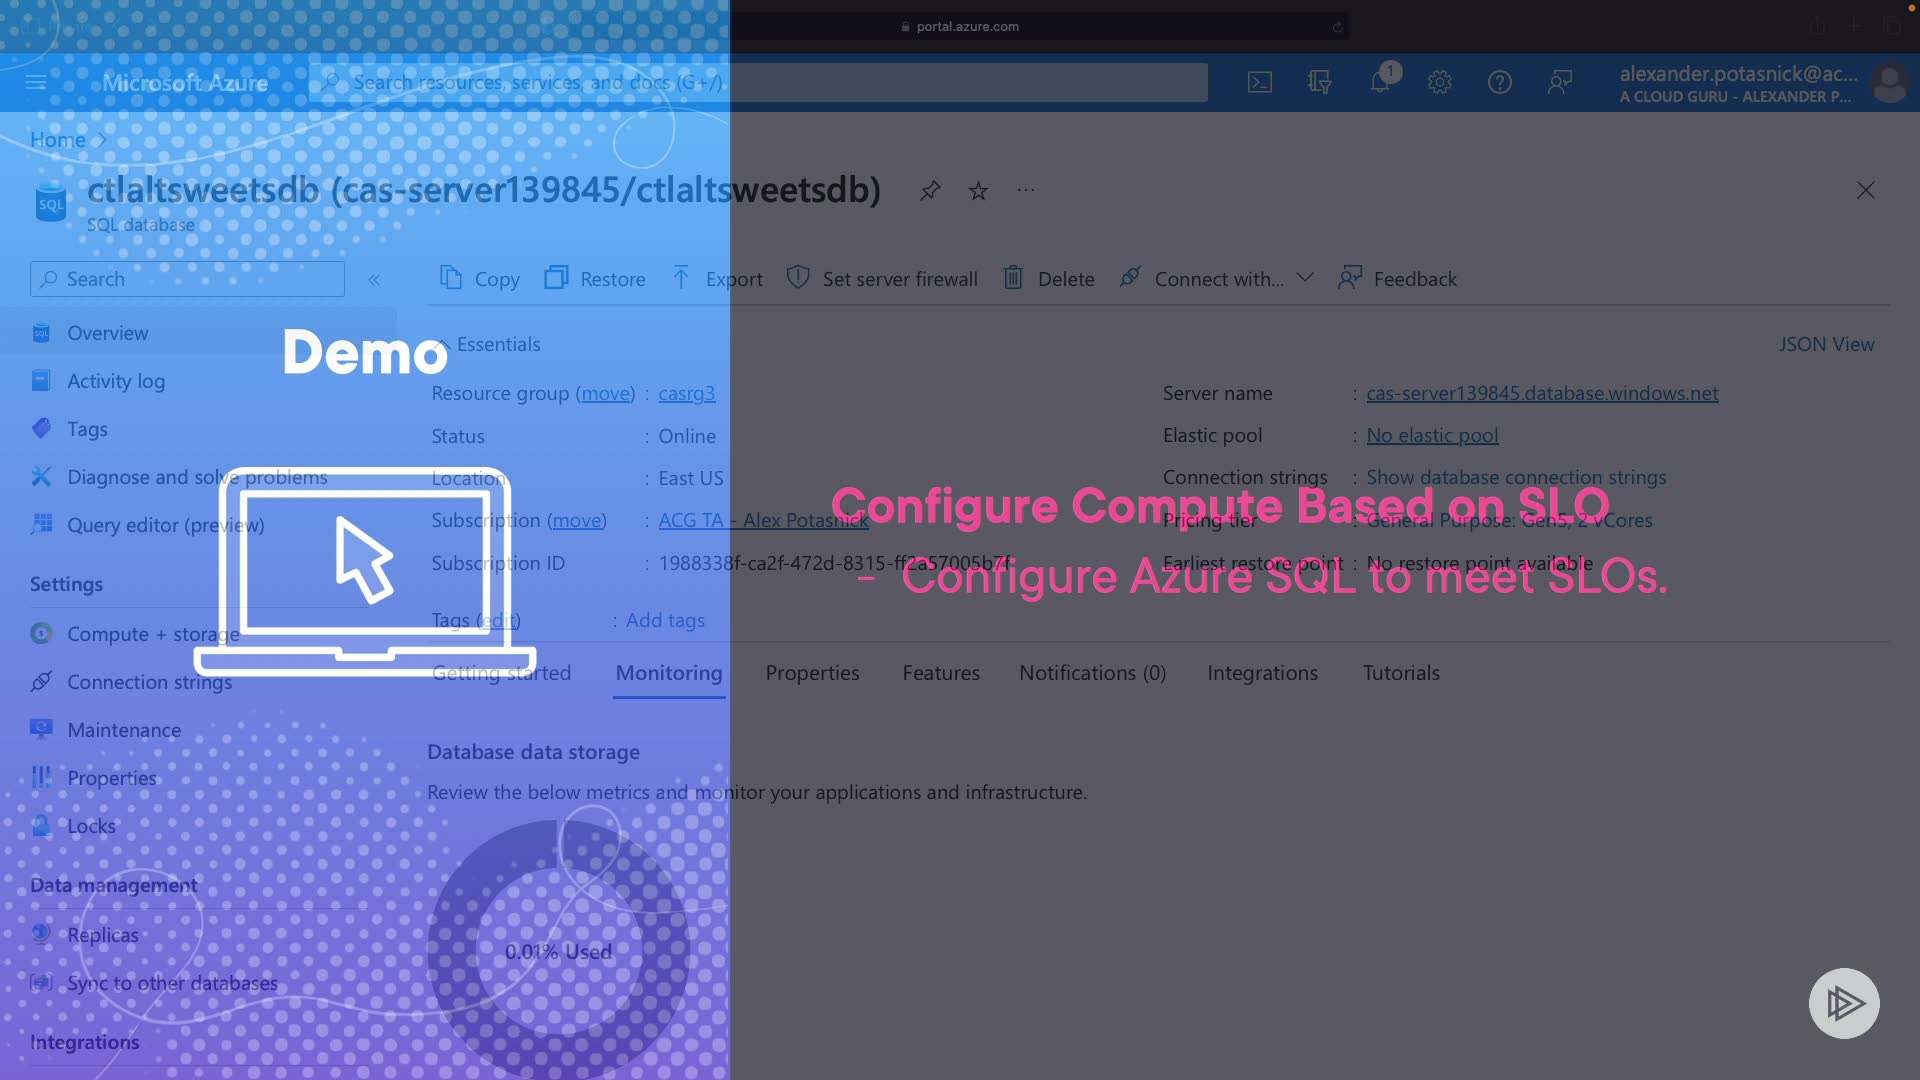 portal.azure.com
Microsoft Azure
Search resources, services, and docs (G+/)
1
alexander.potasnick@ac...
A CLOUD GURU - ALEXANDER P...
Home
ctlaltsweetsdb (cas-server139845/ctlaltsweetsdb)
SQL
SQL database
Search
Copy
Restore
Export
Set server firewall
Delete
Connect with...
Feedback
Overview
Activity log
Tags
Diagnose and solve problems
Query editor (preview)
Settings
Compute + storage
Connection strings
Maintenance
Properties
Locks
Data management
Replicas
Sync to other databases
Integrations
Demo
Essentials
JSON View
Resource group (move) : casrg3
Status : Online
Location : East US
Subscription (move) : ACG TA - Alex Potasnick
Subscription ID : 1988338f-ca2f-472d-8315-ff2a57005b7f
Tags (edit) : Add tags
Server name : cas-server139845.database.windows.net
Elastic pool : No elastic pool
Connection strings : Show database connection strings
Pricing tier : General Purpose: Gen5, 2 vCores
Earliest restore point : No restore point available
Configure Compute Based on SLO
- Configure Azure SQL to meet SLOs.
Getting started
Monitoring
Properties
Features
Notifications (0)
Integrations
Tutorials
Database data storage
Review the below metrics and monitor your applications and infrastructure.
0.01% Used